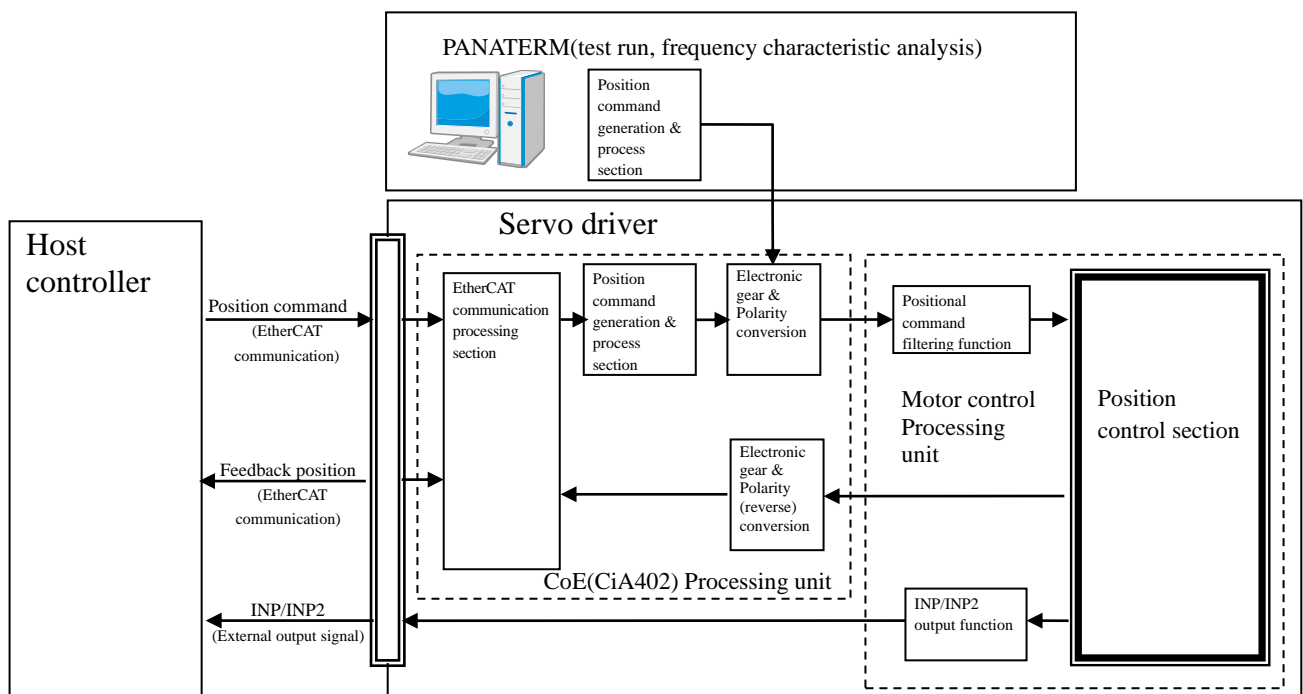 PANATERM(test run, frequency characteristic analysis)
Position
command
generation &
process
section
Servo driver
Host
controller
Position command
(EtherCAT
communication)
EtherCAT
communication
processing
section
Position
command
generation &
process
section
Electronic
gear &
Polarity
conversion
Positional
command
filtering function
Motor control
Processing
unit
Position
control section
Feedback position
(EtherCAT
communication)
Electronic
gear &
Polarity
(reverse)
conversion
CoE(CiA402) Processing unit
INP/INP2
(External output signal)
INP/INP2
output function